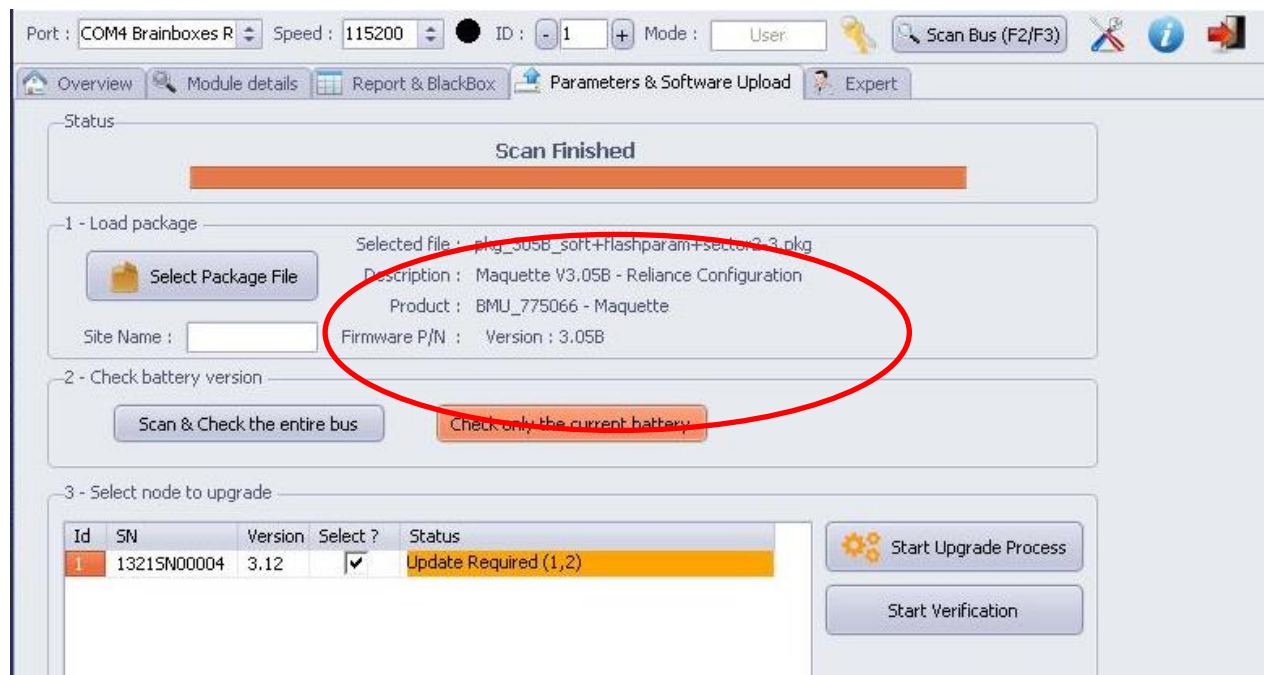 Port : COM4 Brainboxes R Speed : 115200 ID : - 1 + Mode : User Scan Bus (F2/F3)
Overview Module details Report & BlackBox Parameters & Software Upload Expert
Status
Scan Finished
1 - Load package
Select Package File
Selected file : pkg_305B_soft+flashparam+sector2-3.pkg
Description : Maquette V3.05B - Reliance Configuration
Product : BMU_775066 - Maquette
Site Name : Firmware P/N : Version : 3.05B
2 - Check battery version
Scan & Check the entire bus Check only the current battery
3 - Select node to upgrade
Id SN Version Select ? Status
1 1321SN00004 3.12 Update Required (1,2)
Start Upgrade Process
Start Verification